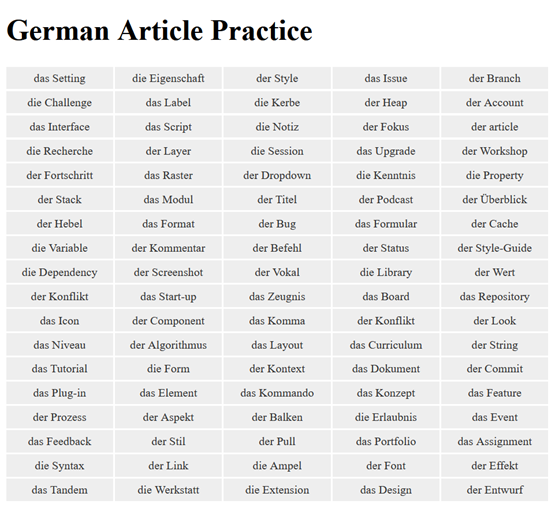 German Article Practice
das Setting die Eigenschaft der Style das Issue der Branch
die Challenge das Label die Kerbe der Heap der Account
das Interface das Script die Notiz der Fokus der article
die Recherche der Layer die Session das Upgrade der Workshop
der Fortschritt das Raster der Dropdown die Kenntnis die Property
der Stack das Modul der Titel der Podcast der Überblick
der Hebel das Format der Bug das Formular der Cache
die Variable der Kommentar der Befehl der Status der Style-Guide
die Dependency der Screenshot der Vokal die Library der Wert
der Konflikt das Start-up das Zeugnis das Board das Repository
das Icon der Component das Komma der Konflikt der Look
das Niveau der Algorithmus das Layout das Curriculum der String
das Tutorial die Form der Kontext das Dokument der Commit
das Plug-in das Element das Kommando das Konzept das Feature
der Prozess der Aspekt der Balken die Erlaubnis das Event
das Feedback der Stil der Pull das Portfolio das Assignment
die Syntax der Link die Ampel der Font der Effekt
das Tandem die Werkstatt die Extension das Design der Entwurf